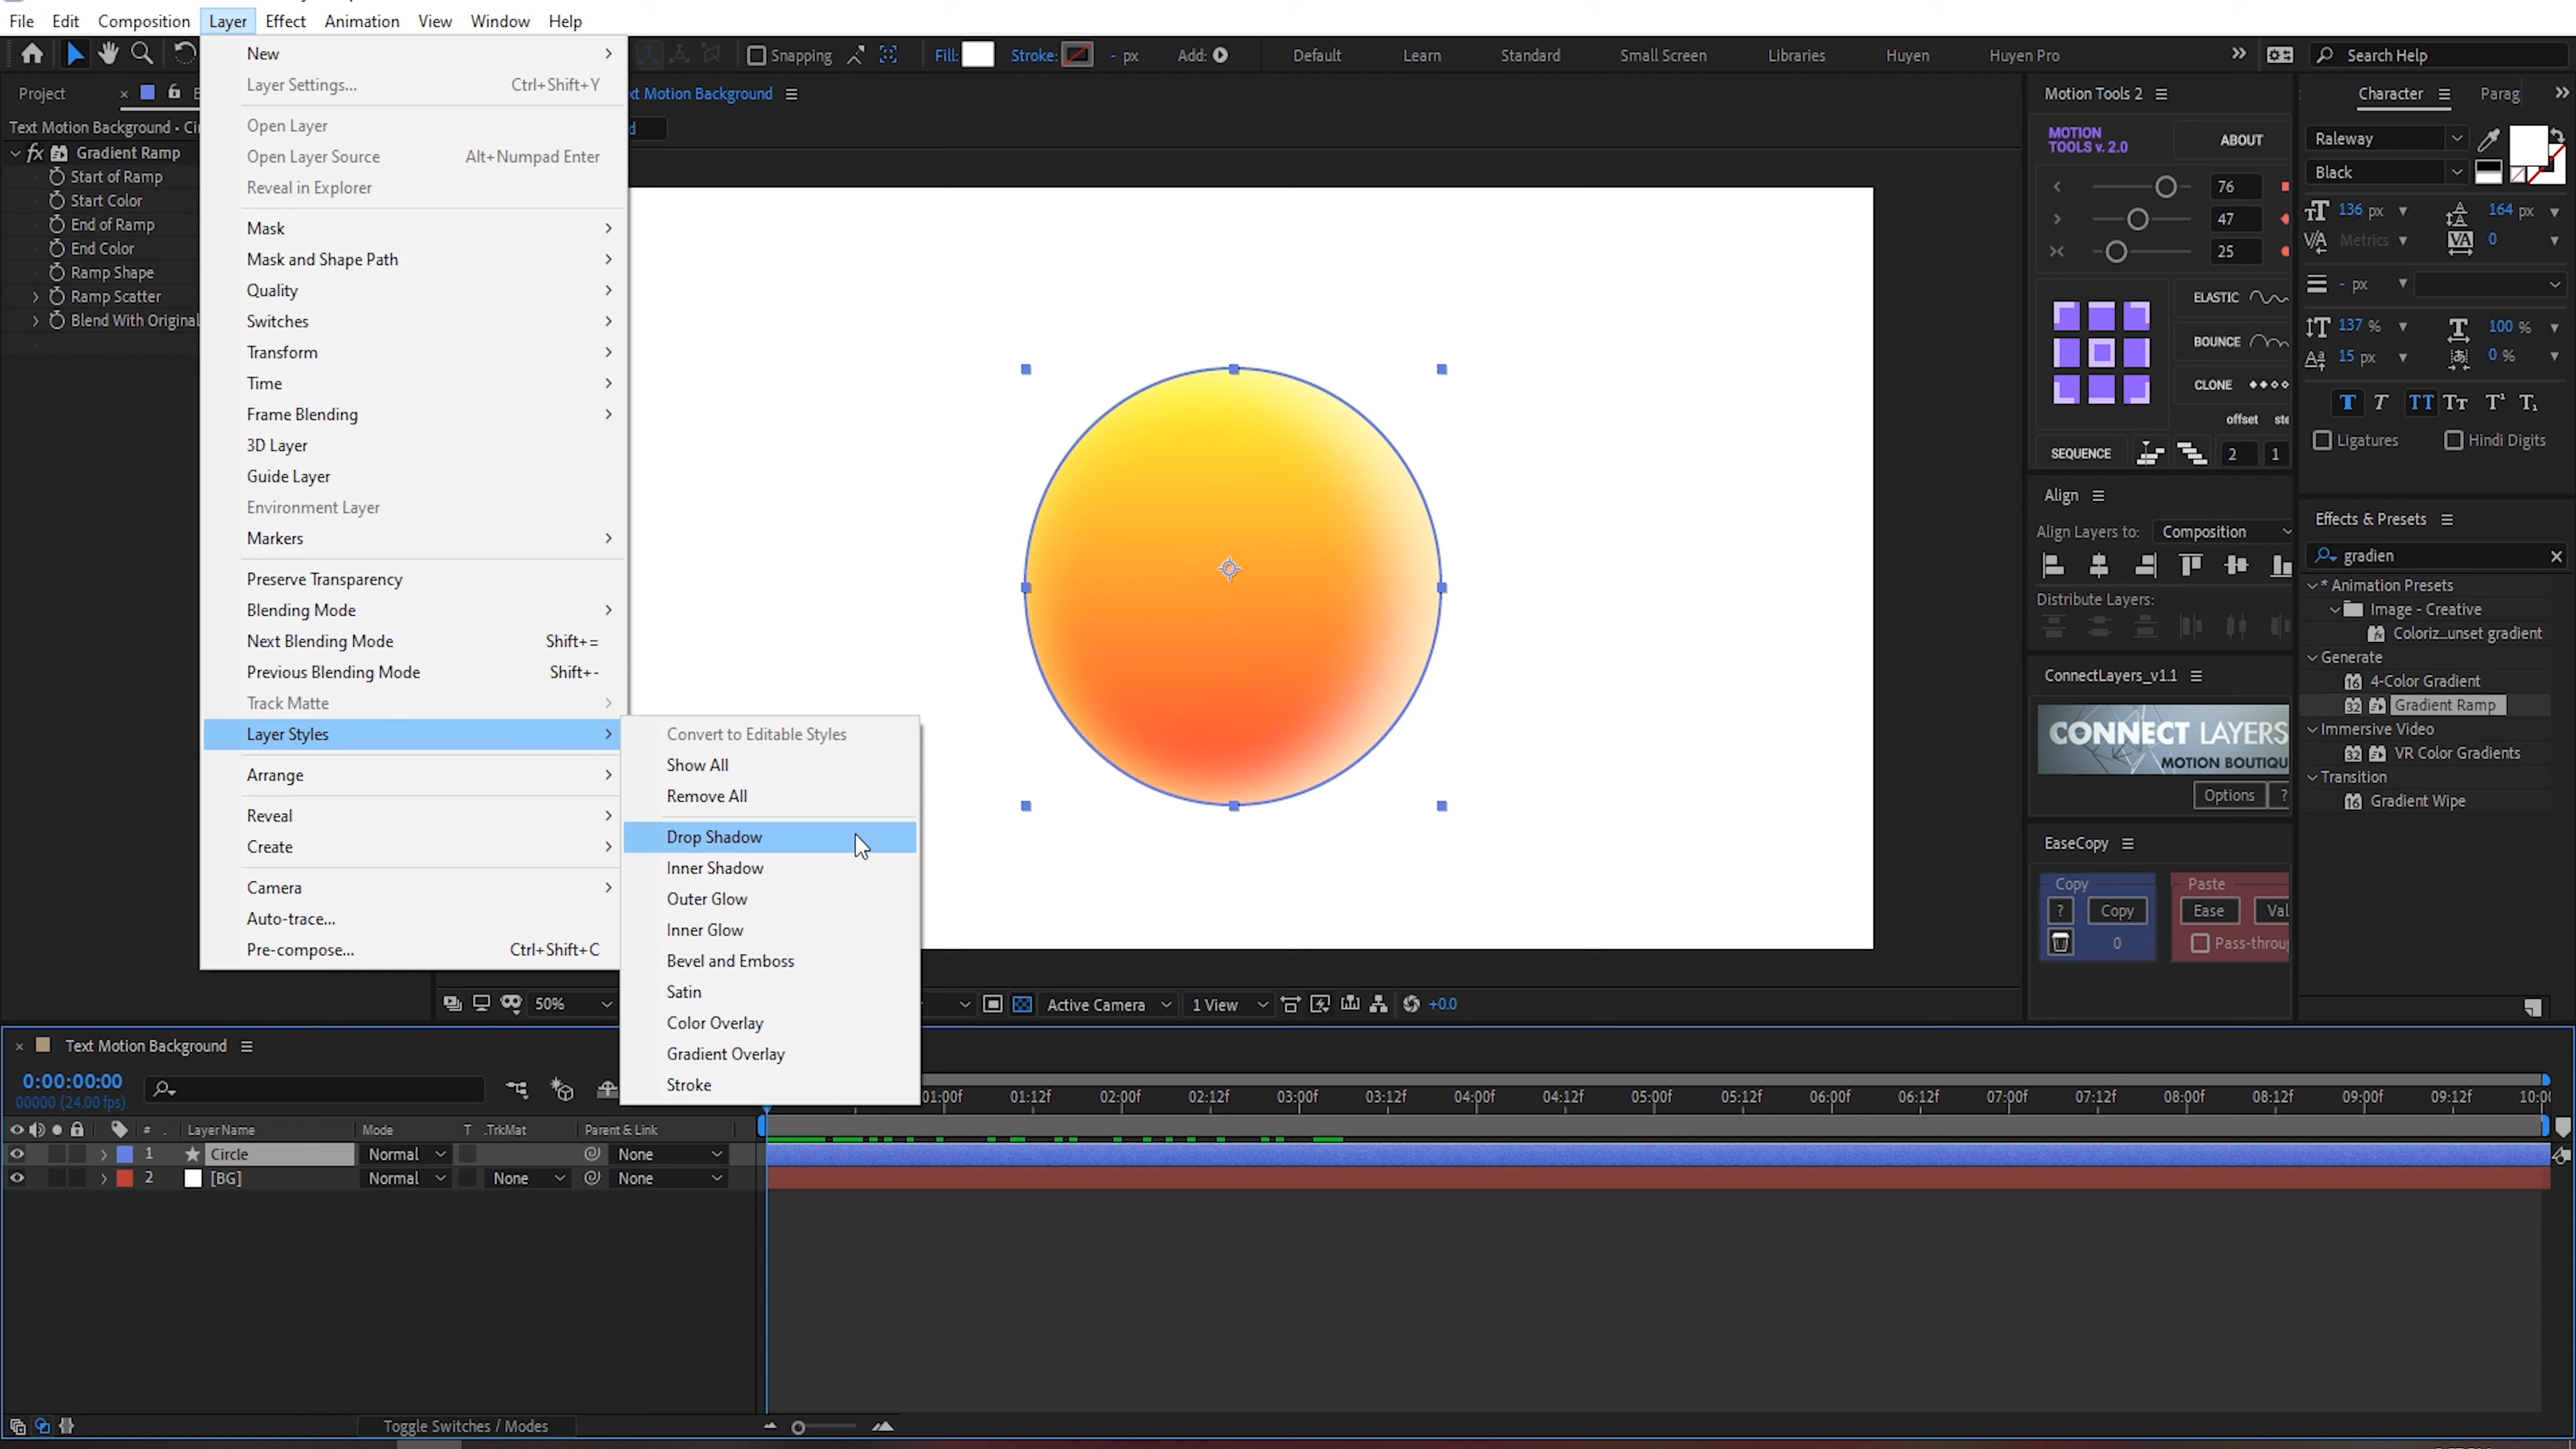 File Edit Composition Layer Effect Animation View Window Help
Snapping Fill: Stroke: - px Add: Default Learn Standard Small Screen Libraries Huyen Huyen Pro Search Help
Project
Text Motion Background • Cir
fx Gradient Ramp
Start of Ramp
Start Color
End of Ramp
End Color
Ramp Shape
Ramp Scatter
Blend With Original
New
Layer Settings... Ctrl+Shift+Y
Open Layer
Open Layer Source Alt+Numpad Enter
Reveal in Explorer
Mask
Mask and Shape Path
Quality
Switches
Transform
Time
Frame Blending
3D Layer
Guide Layer
Environment Layer
Markers
Preserve Transparency
Blending Mode
Next Blending Mode Shift+=
Previous Blending Mode Shift+-
Track Matte
Layer Styles
Arrange
Reveal
Create
Camera
Auto-trace...
Pre-compose... Ctrl+Shift+C
Convert to Editable Styles
Show All
Remove All
Drop Shadow
Inner Shadow
Outer Glow
Inner Glow
Bevel and Emboss
Satin
Color Overlay
Gradient Overlay
Stroke
xt Motion Background
d
50% Active Camera 1 View +0.0
Motion Tools 2
MOTION
TOOLS v. 2.0
ABOUT
76
47
25
ELASTIC
BOUNCE
CLONE
offset ste
SEQUENCE 2 1
Align
Align Layers to: Composition
Distribute Layers:
ConnectLayers_v1.1
CONNECT LAYERS
MOTION BOUTIQU
Options ?
EaseCopy
Copy Paste
? Copy Ease Val
0 Pass-throu
Character Parag
Raleway
Black
136 px 164 px
Metrics 0
- px
137 % 100 %
15 px 0 %
T T TT Tт T¹ T₁
Ligatures Hindi Digits
Effects & Presets
gradien
* Animation Presets
Image - Creative
Coloriz...unset gradient
Generate
4-Color Gradient
Gradient Ramp
Immersive Video
VR Color Gradients
Transition
Gradient Wipe
Text Motion Background
0:00:00:00
00000 (24.00 fps)
01:00f 01:12f 02:00f 02:12f 03:00f 03:12f 04:00f 04:12f 05:00f 05:12f 06:00f 06:12f 07:00f 07:12f 08:00f 08:12f 09:00f 09:12f 10:0
# Layer Name Mode T .TrkMat Parent & Link
1 Circle Normal None
2 [BG] Normal None None
Toggle Switches / Modes